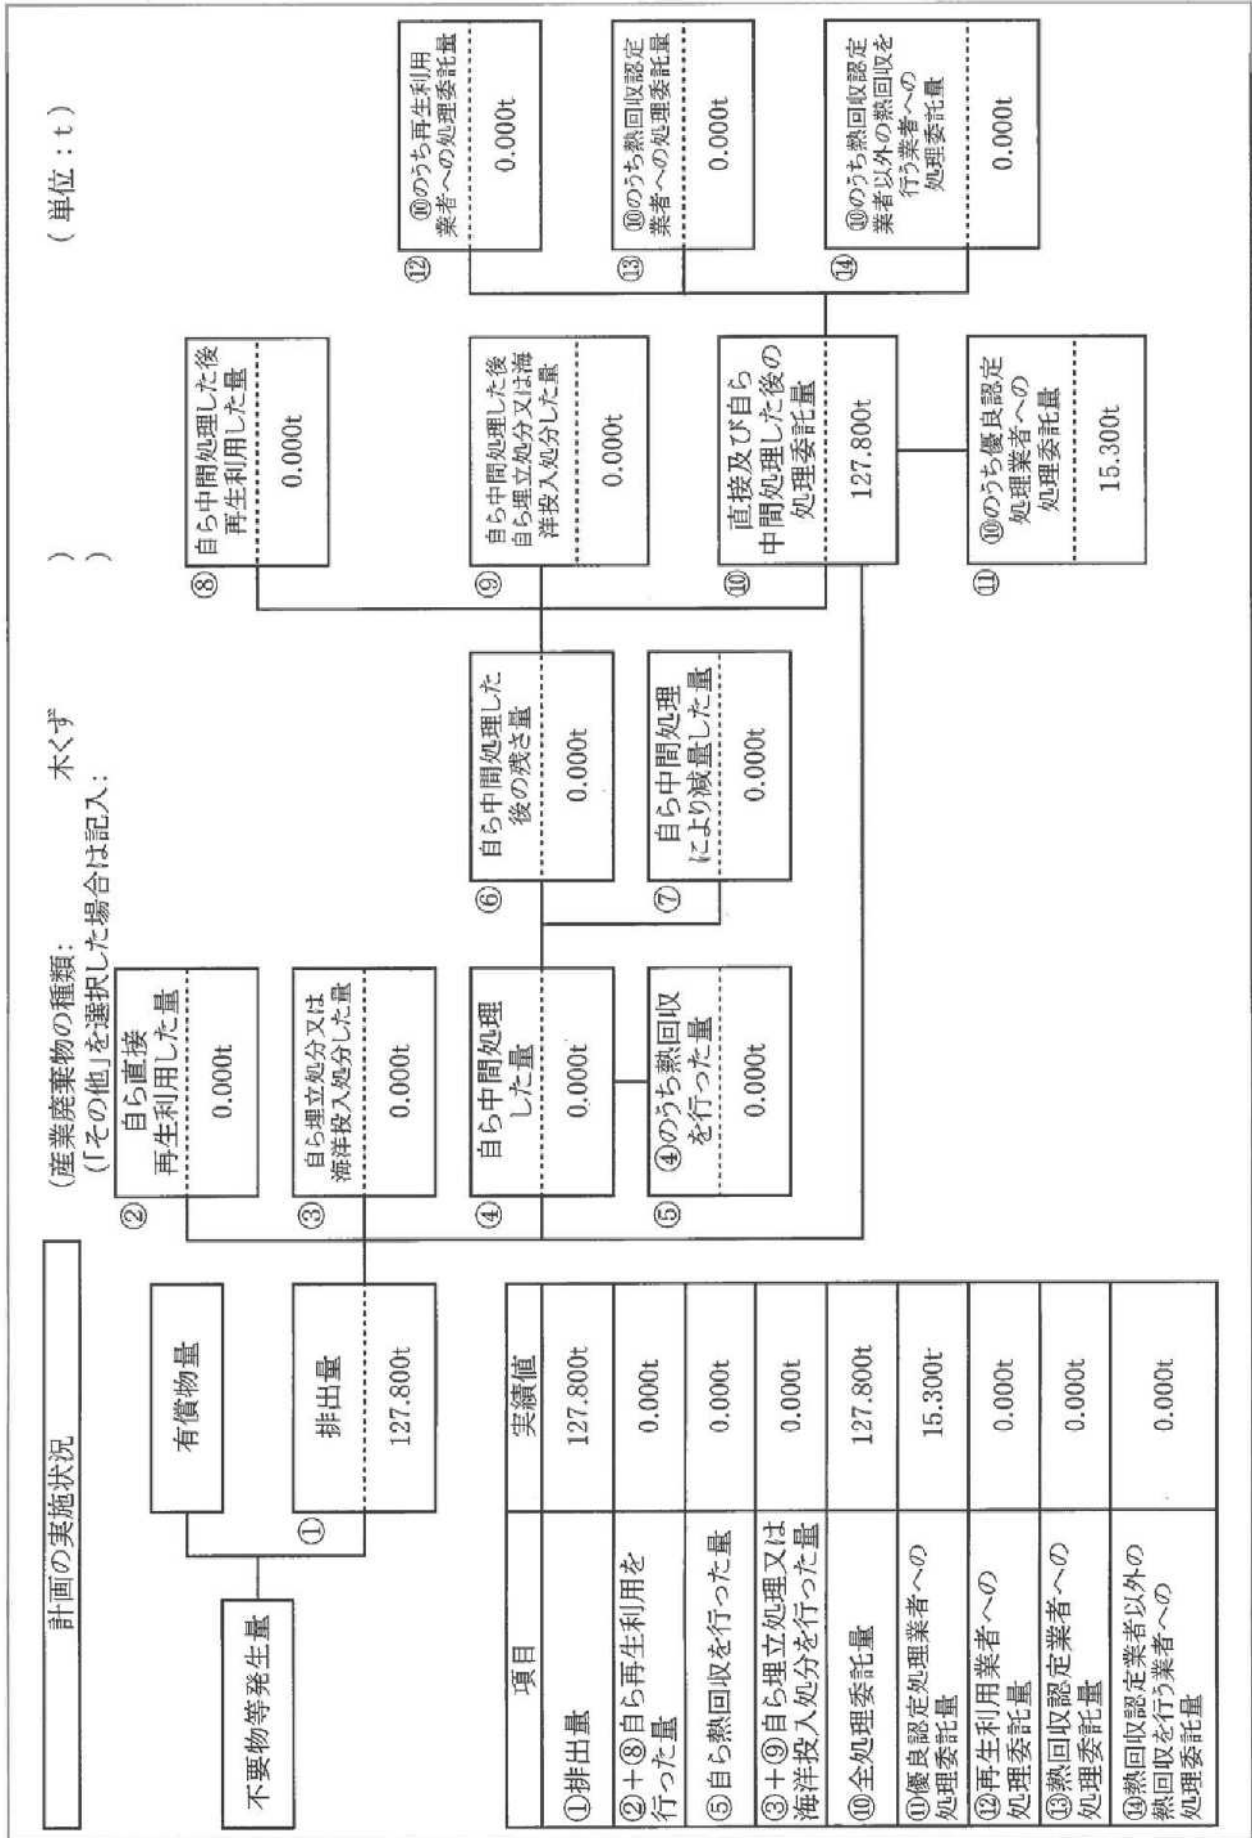 計画の実施状況
(産業廃棄物の種類: 木くず )
(「その他」を選択した場合は記入: )
(単位:t)
不要物等発生量
有償物量
①
排出量
127.800t
②
自ら直接
再生利用した量
0.000t
③
自ら埋立処分又は
海洋投入処分した量
0.000t
④
自ら中間処理
した量
0.000t
⑤
④のうち熱回収
を行った量
0.000t
⑥
自ら中間処理した
後の残さ量
0.000t
⑦
自ら中間処理
により減量した量
0.000t
⑧
自ら中間処理した後
再生利用した量
0.000t
⑨
自ら中間処理した後
自ら埋立処分又は海
洋投入処分した量
0.000t
⑩
直接及び自ら
中間処理した後の
処理委託量
127.800t
⑪
⑩のうち優良認定
処理業者への
処理委託量
15.300t
⑫
⑩のうち再生利用
業者への処理委託量
0.000t
⑬
⑩のうち熱回収認定
業者への処理委託量
0.000t
⑭
⑩のうち熱回収認定
業者以外の熱回収を
行う業者への
処理委託量
0.000t
項目 実績値
①排出量 127.800t
②+⑧自ら再生利用を
行った量 0.000t
⑤自ら熱回収を行った量 0.000t
③+⑨自ら埋立処理又は
海洋投入処分を行った量 0.000t
⑩全処理委託量 127.800t
⑪優良認定処理業者への
処理委託量 15.300t
⑫再生利用業者への
処理委託量 0.000t
⑬熱回収認定業者への
処理委託量 0.000t
⑭熱回収認定業者以外の
熱回収を行う業者への
処理委託量 0.000t